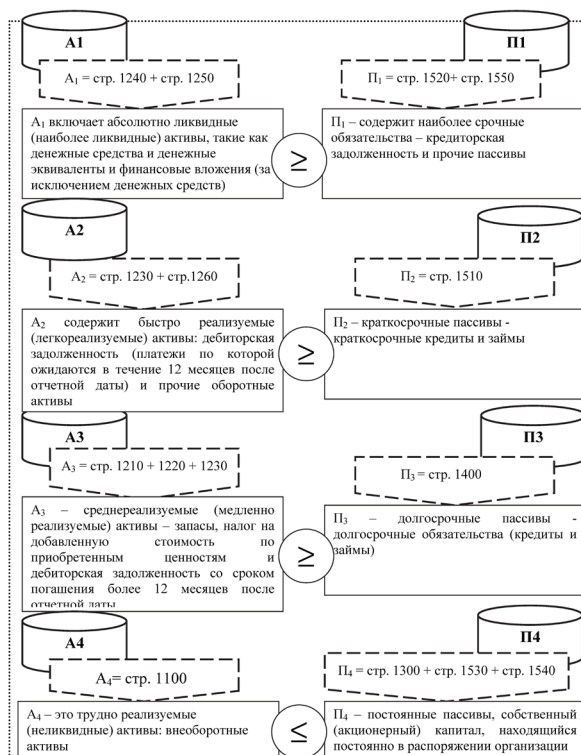 А1
П1
А₁ = стр. 1240 + стр. 1250
П₁ = стр. 1520+ стр. 1550
А₁ включает абсолютно ликвидные
(наиболее ликвидные) активы, такие как
денежные средства и денежные
эквиваленты и финансовые вложения (за
исключением денежных средств)
≥
П₁ – содержит наиболее срочные
обязательства – кредиторская
задолженность и прочие пассивы
А2
П2
А₂ = стр. 1230 + стр.1260
П₂ = стр. 1510
А₂ содержит быстро реализуемые
(легкореализуемые) активы: дебиторская
задолженность (платежи по которой
ожидаются в течение 12 месяцев после
отчетной даты) и прочие оборотные
активы
≥
П₂ – краткосрочные пассивы -
краткосрочные кредиты и займы
А3
П3
А₃ = стр. 1210 + 1220 + 1230
П₃ = стр. 1400
А₃ – среднереализуемые (медленно
реализуемые) активы – запасы, налог на
добавленную стоимость по
приобретенным ценностям и
дебиторская задолженность со сроком
погашения более 12 месяцев после
отчетной даты
≥
П₃ – долгосрочные пассивы -
долгосрочные обязательства (кредиты и
займы)
А4
П4
А₄= стр. 1100
П₄ = стр. 1300 + стр. 1530 + стр. 1540
А₄ – это трудно реализуемые
(неликвидные) активы: внеоборотные
активы
≤
П₄ – постоянные пассивы, собственный
(акционерный) капитал, находящийся
постоянно в распоряжении организации